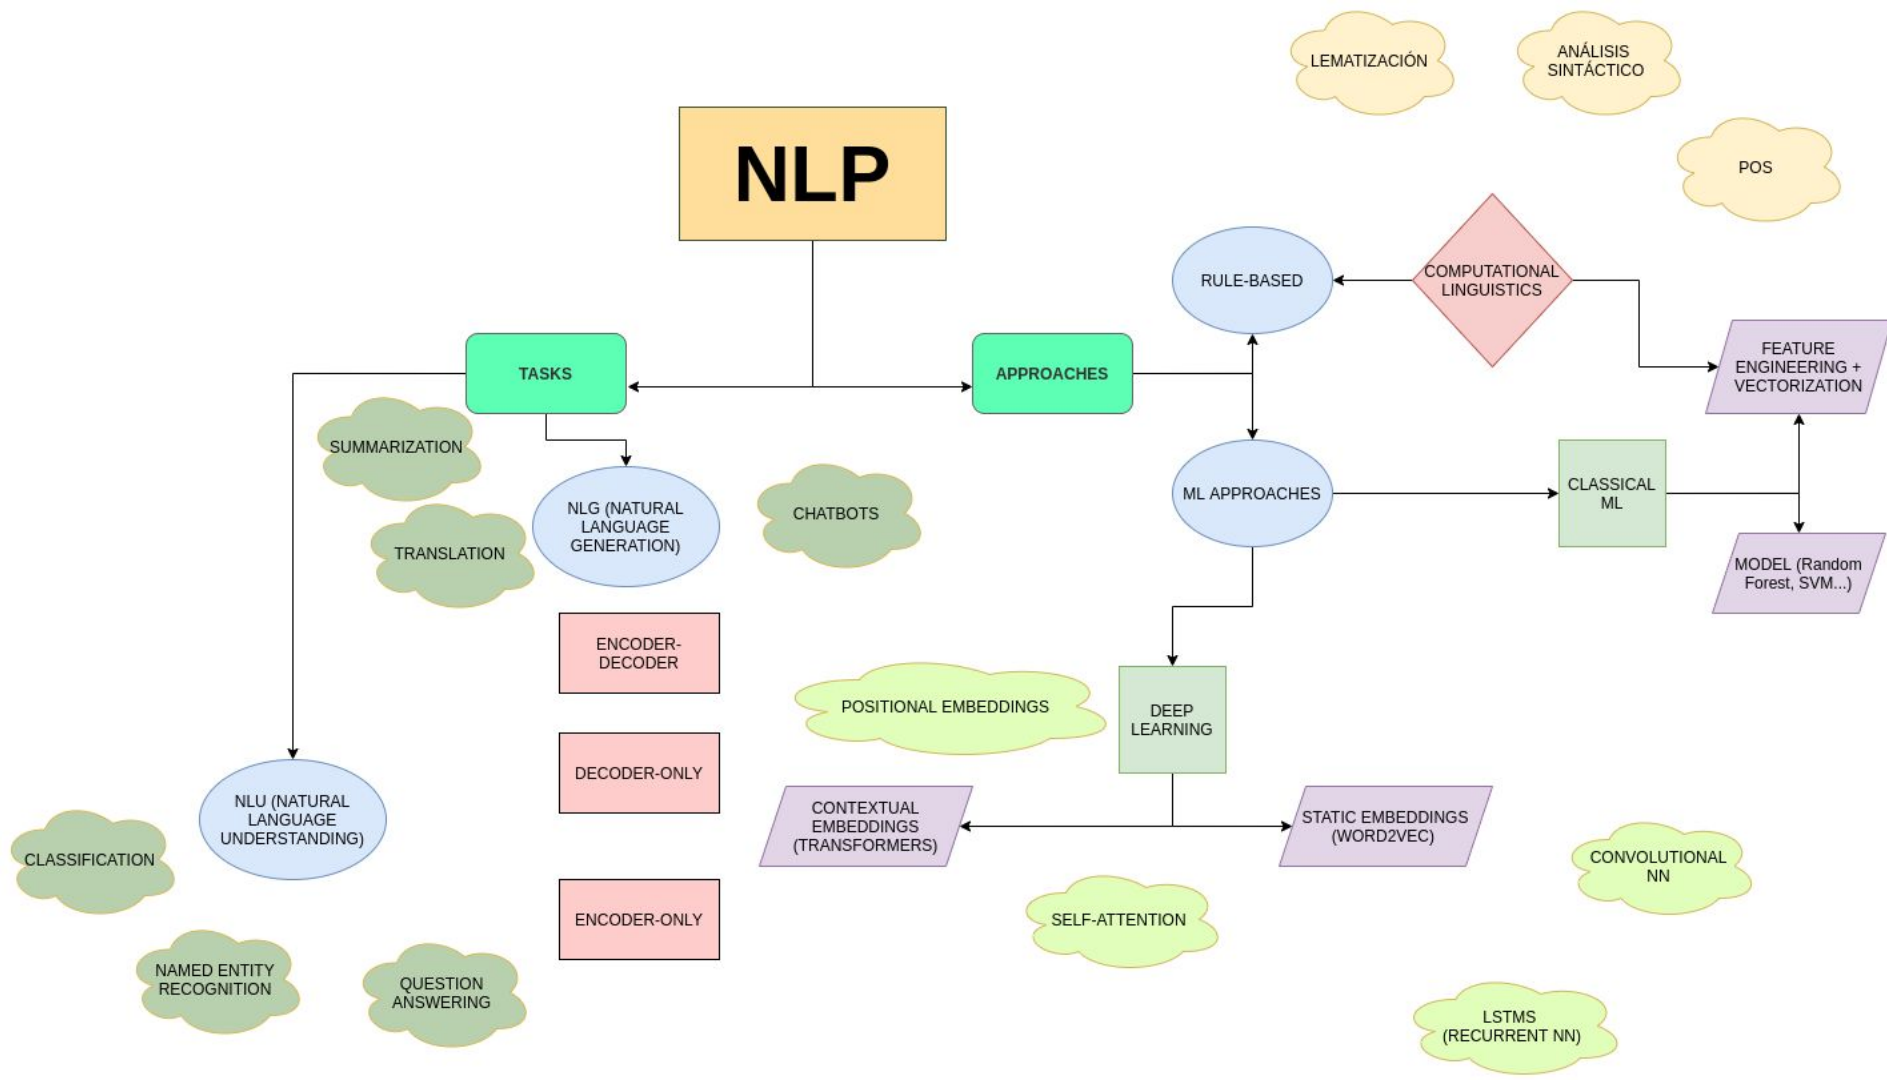 LEMATIZACIÓN
ANÁLISIS
SINTÁCTICO
POS
NLP
RULE-BASED
COMPUTATIONAL
LINGUISTICS
FEATURE
ENGINEERING +
VECTORIZATION
TASKS
APPROACHES
SUMMARIZATION
TRANSLATION
NLG (NATURAL
LANGUAGE
GENERATION)
CHATBOTS
ML APPROACHES
CLASSICAL
ML
MODEL (Random
Forest, SVM...)
ENCODER-
DECODER
POSITIONAL EMBEDDINGS
DEEP
LEARNING
DECODER-ONLY
NLU (NATURAL
LANGUAGE
UNDERSTANDING)
CONTEXTUAL
EMBEDDINGS
(TRANSFORMERS)
STATIC EMBEDDINGS
(WORD2VEC)
CLASSIFICATION
CONVOLUTIONAL
NN
ENCODER-ONLY
SELF-ATTENTION
NAMED ENTITY
RECOGNITION
QUESTION
ANSWERING
LSTMS
(RECURRENT NN)